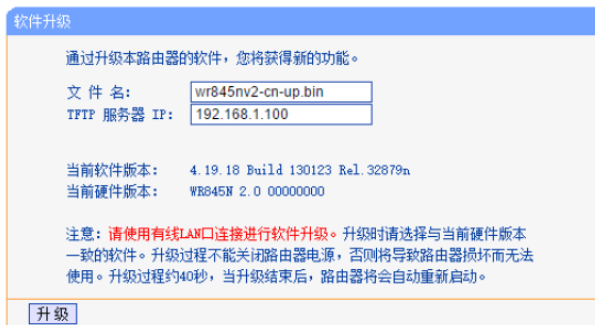 软件升级
通过升级本路由器的软件，您将获得新的功能。
文 件 名： wr845nv2-cn-up.bin
TFTP 服务器 IP： 192.168.1.100
当前软件版本： 4.19.18 Build 130123 Rel.32879n
当前硬件版本： WR845N 2.0 00000000
注意：请使用有线LAN口连接进行软件升级。升级时请选择与当前硬件版本
一致的软件。升级过程不能关闭路由器电源，否则将导致路由器损坏而无法
使用。升级过程约40秒，当升级结束后，路由器将会自动重新启动。
升 级